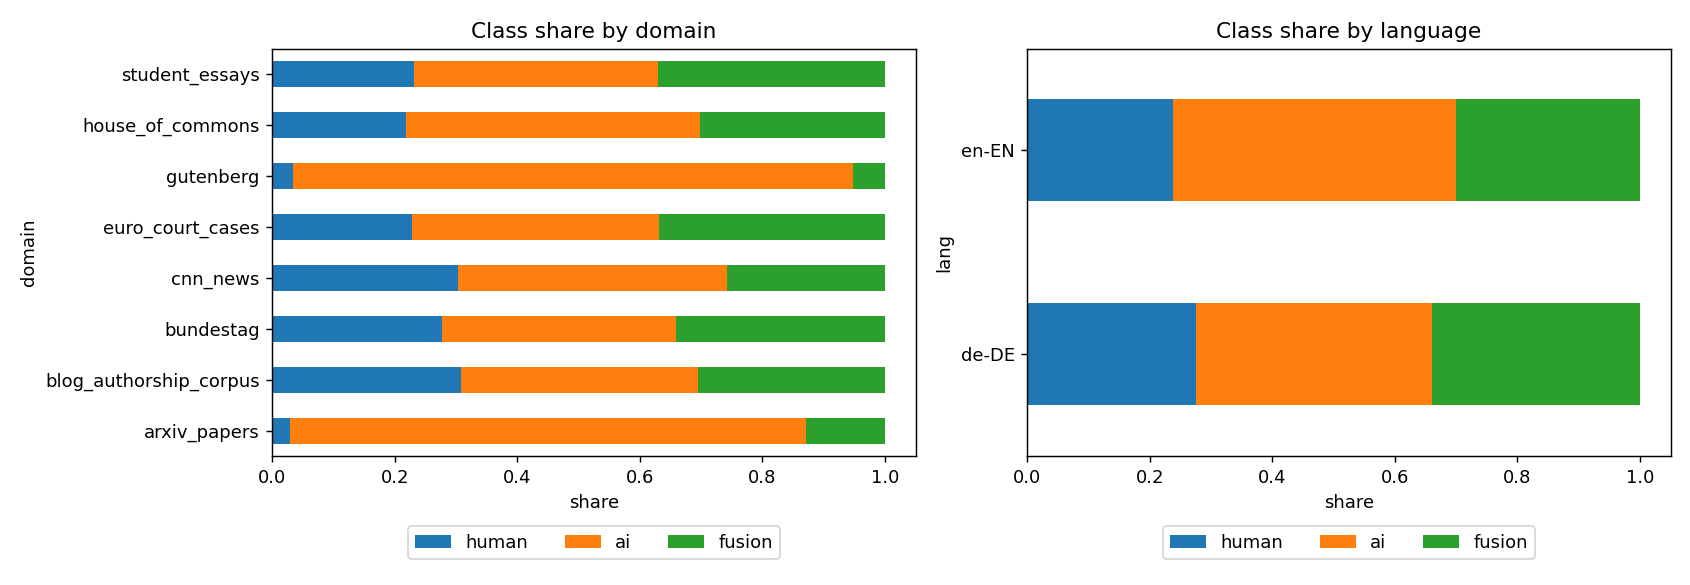 Class share by domain
domain
student_essays
house_of_commons
gutenberg
euro_court_cases
cnn_news
bundestag
blog_authorship_corpus
arxiv_papers
0.0 0.2 0.4 0.6 0.8 1.0
share
human ai fusion
Class share by language
lang
en-EN
de-DE
0.0 0.2 0.4 0.6 0.8 1.0
share
human ai fusion